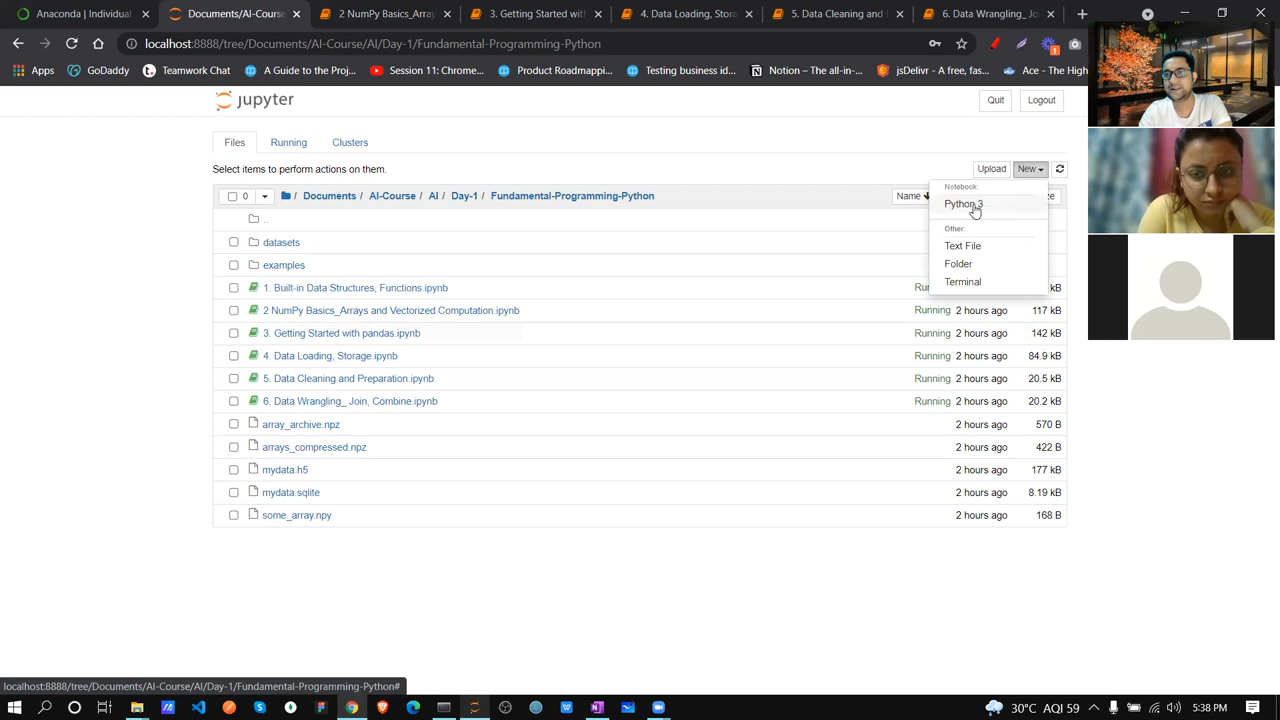 Anaconda | Individual
Documents/AI-Course/AI/Day-1/F
2 NumPy Basics_Array
3. Getting Started with
4. Data Loading, Stora
5. Data Cleaning and
6. Data Wrangling_ Jo
localhost:8888/tree/Documents/AI-Course/AI/Day-1/Fundamental-Programming-Python
Apps
GoDaddy
Teamwork Chat
A Guide to the Proj...
Session 11: Chrome...
Product Roadmappi...
Testing business id...
Notion – All-in-all-...
jsDelivr - A free, fas...
Ace - The High
jupyter
Quit
Logout
Files
Running
Clusters
Select items to perform actions on them.
Upload
New
0
/ Documents / AI-Course / AI / Day-1 / Fundamental-Programming-Python
Name
Notebook:
Python 3
Other:
Text File
Folder
Terminal
..
datasets
examples
1. Built-in Data Structures, Functions.ipynb
2 NumPy Basics_Arrays and Vectorized Computation.ipynb Running 2 hours ago 117 kB
3. Getting Started with pandas.ipynb Running 2 hours ago 142 kB
4. Data Loading, Storage.ipynb Running 2 hours ago 84.9 kB
5. Data Cleaning and Preparation.ipynb Running 2 hours ago 20.5 kB
6. Data Wrangling_ Join, Combine.ipynb Running 2 hours ago 20.2 kB
array_archive.npz 2 hours ago 570 B
arrays_compressed.npz 2 hours ago 422 B
mydata.h5 2 hours ago 177 kB
mydata.sqlite 2 hours ago 8.19 kB
some_array.npy 2 hours ago 168 B
localhost:8888/tree/Documents/AI-Course/AI/Day-1/Fundamental-Programming-Python#
30°C AQI 59
5:38 PM